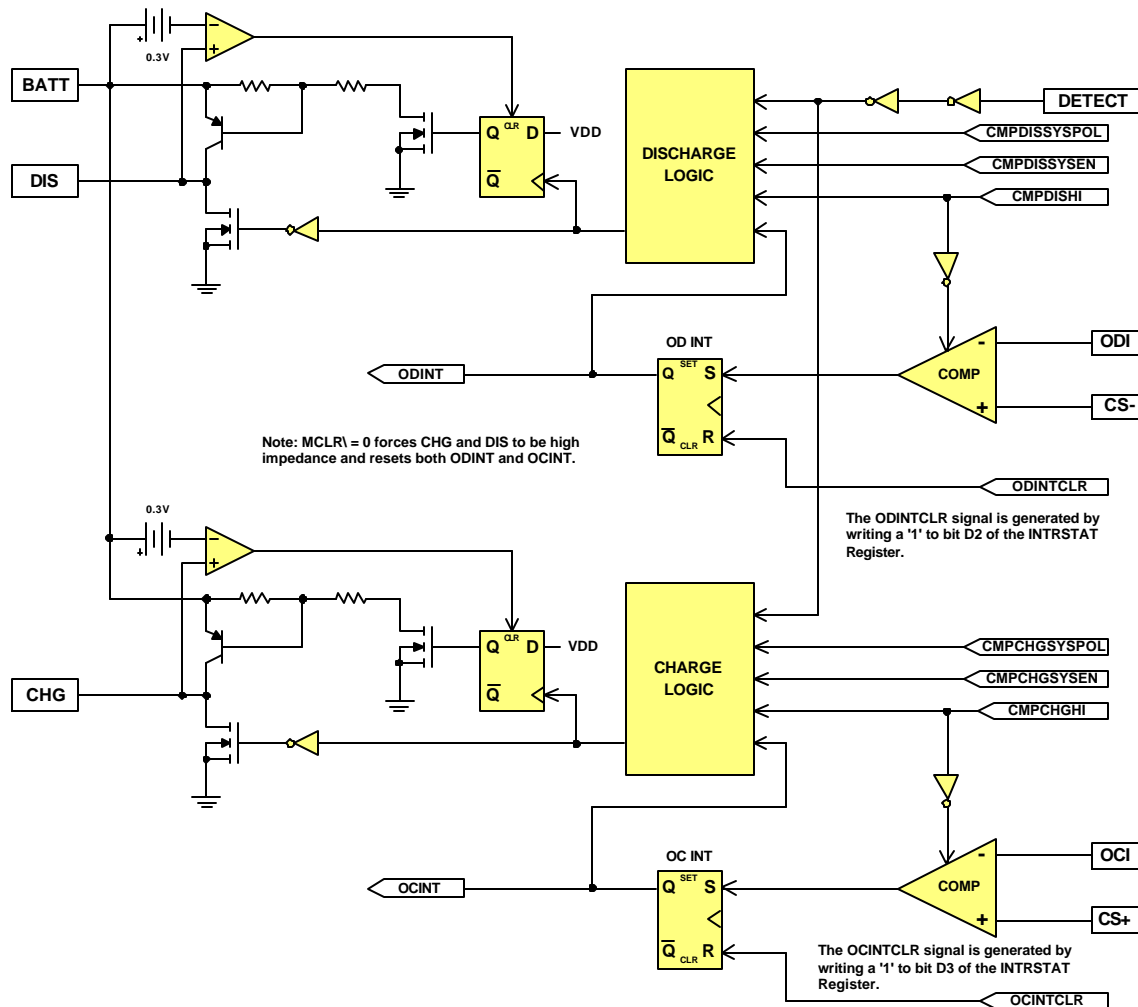 0.3V
BATT
DIS
- 
+
+
Q CLR D
Q
VDD
DISCHARGE
LOGIC
DETECT
CMPDISSYSPOL
CMPDISSYSEN
CMPDISHI
ODINT
OD INT
Q SET S
Q CLR R
COMP
-
+
ODI
CS-
ODINTCLR
Note: MCLR\ = 0 forces CHG and DIS to be high
impedance and resets both ODINT and OCINT.
The ODINTCLR signal is generated by
writing a '1' to bit D2 of the INTRSTAT
Register.
0.3V
+
-
+
CHG
Q CLR D
Q
VDD
CHARGE
LOGIC
CMPCHGSYSPOL
CMPCHGSYSEN
CMPCHGHI
OCINT
OC INT
Q SET S
Q CLR R
COMP
-
+
OCI
CS+
The OCINTCLR signal is generated by
writing a '1' to bit D3 of the INTRSTAT
Register.
OCINTCLR